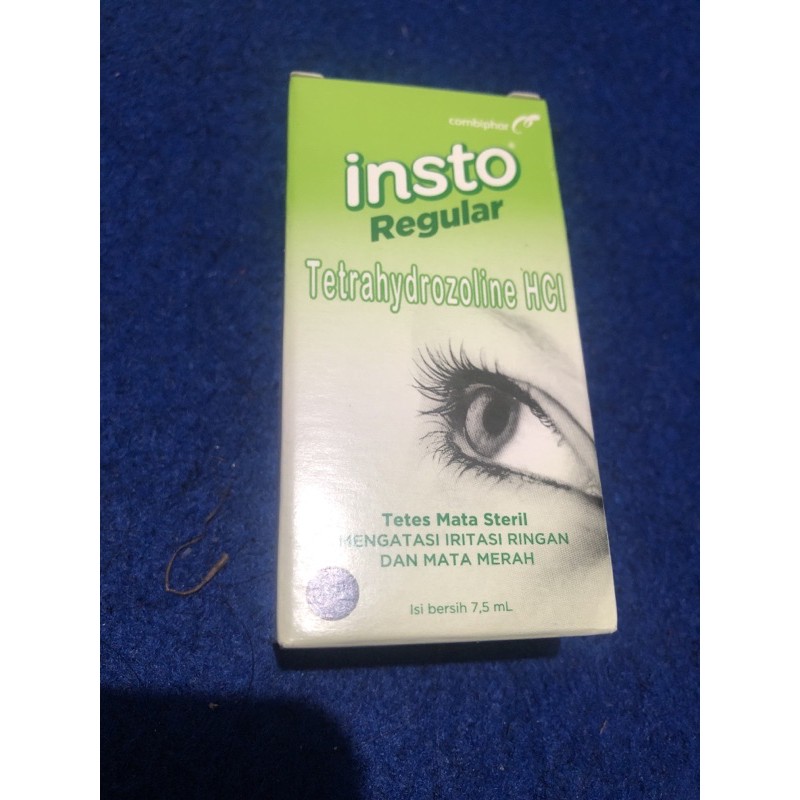 combiphar
insto®
Regular
Tetrahydrozoline HCl
Tetes Mata Steril
MENGATASI IRITASI RINGAN
DAN MATA MERAH
Isi bersih 7,5 mL